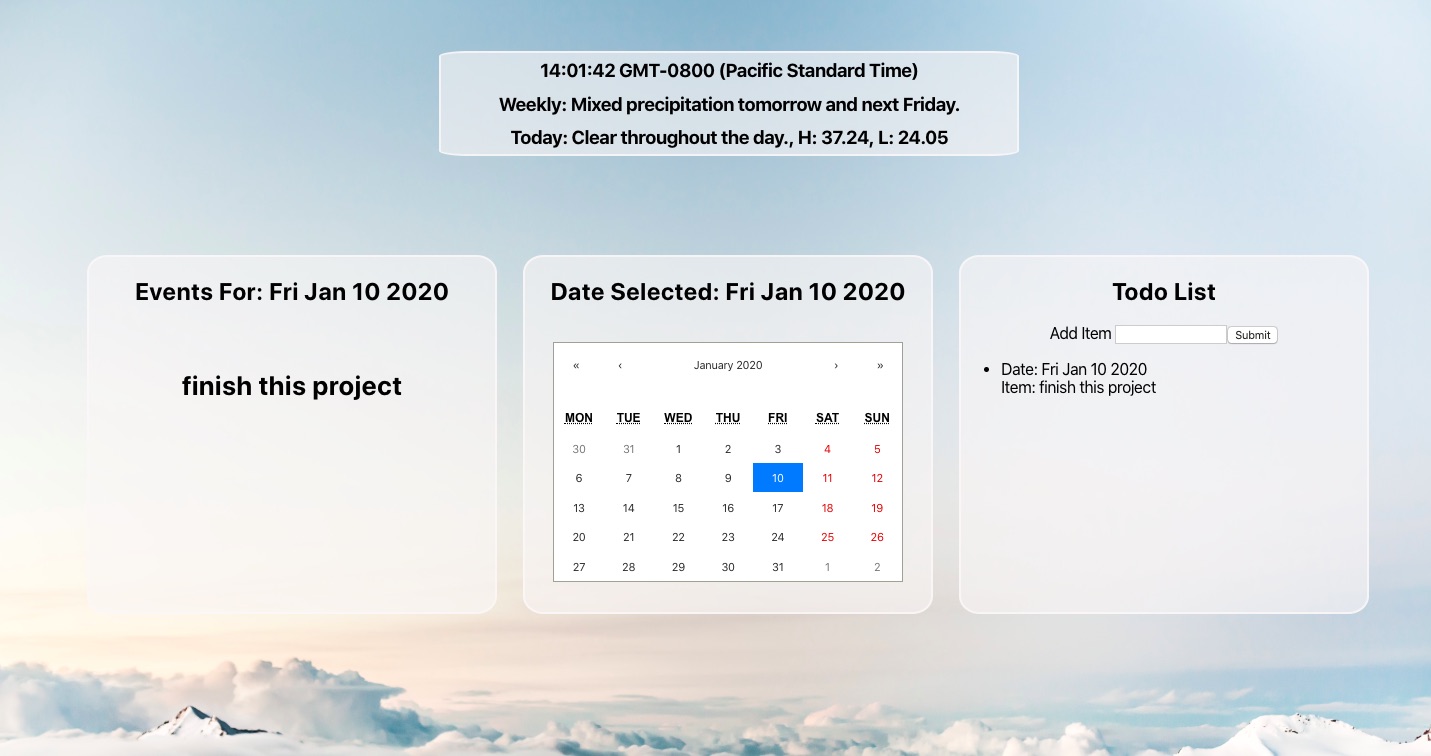 14:01:42 GMT-0800 (Pacific Standard Time)
Weekly: Mixed precipitation tomorrow and next Friday.
Today: Clear throughout the day., H: 37.24, L: 24.05
Events For: Fri Jan 10 2020
finish this project
Date Selected: Fri Jan 10 2020
« ‹ January 2020 › »
MON TUE WED THU FRI SAT SUN
30 31 1 2 3 4 5
6 7 8 9 10 11 12
13 14 15 16 17 18 19
20 21 22 23 24 25 26
27 28 29 30 31 1 2
Todo List
Add Item Submit
• Date: Fri Jan 10 2020
Item: finish this project